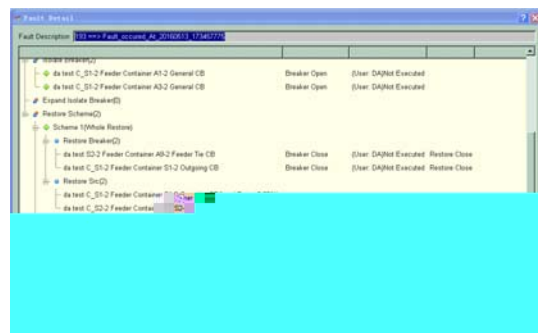 Fault Detail
Fault Description 193 ==> Fault_occured_At_20160513_173457775
Isolate Breaker(2)
da test C_S1-2 Feeder Container A1-2 General CB Breaker Open (User: DA)Not Executed
da test C_S1-2 Feeder Container A3-2 General CB Breaker Open (User: DA)Not Executed
Expand Isolate Breaker(0)
Restore Scheme(2)
Scheme 1(Whole Restore)
Restore Breaker(2)
da test S2-2 Feeder Container A9-2 Feeder Tie CB Breaker Close (User: DA)Not Executed Restore Close
da test C_S1-2 Feeder Container S1-2 Outgoing CB Breaker Close (User: DA)Not Executed Restore Close
Restore Src(2)
da test C_S1-2 Feeder Container
da test C_S2-2 Feeder